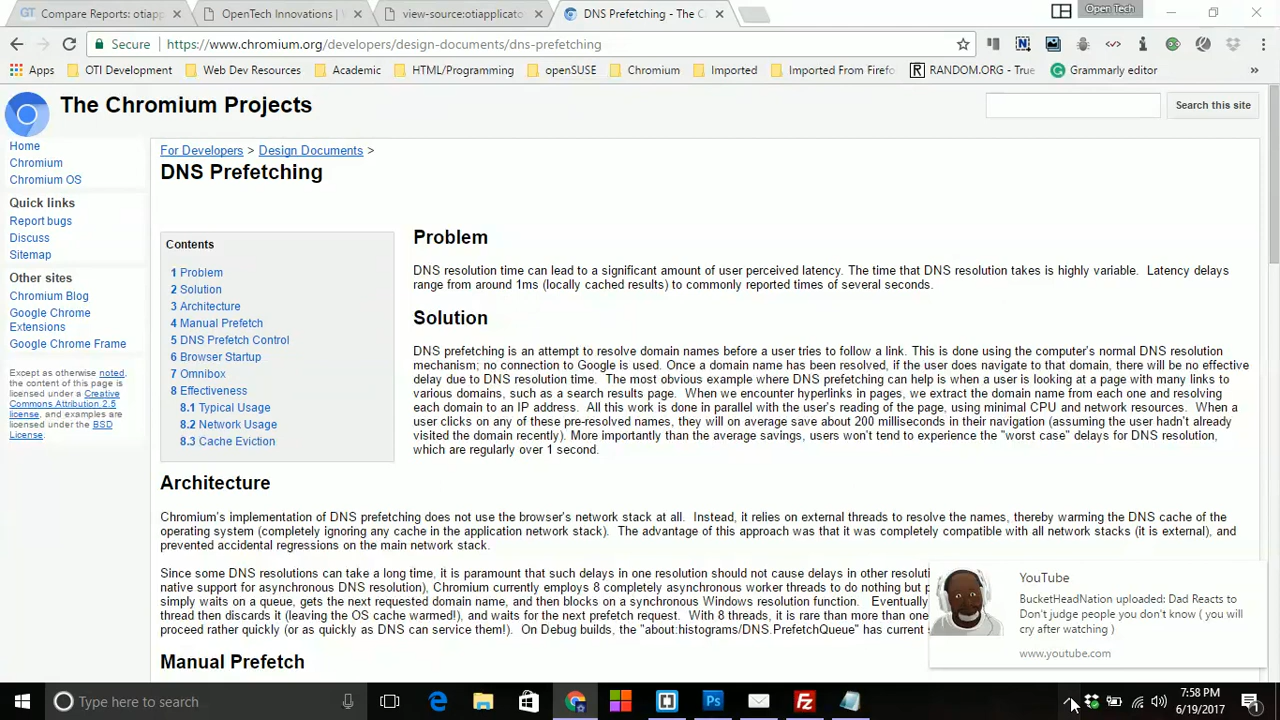 Compare Reports: otiapp
OpenTech Innovations | W
view-source:otiapplicato
DNS Prefetching - The C
Open Tech
Secure
https://www.chromium.org/developers/design-documents/dns-prefetching
Apps
OTI Development
Web Dev Resources
Academic
HTML/Programming
openSUSE
Chromium
Imported
Imported From Firefo
RANDOM.ORG - True
Grammarly editor
The Chromium Projects
Search this site
Home
Chromium
Chromium OS
Quick links
Report bugs
Discuss
Sitemap
Other sites
Chromium Blog
Google Chrome
Extensions
Google Chrome Frame
Except as otherwise noted,
the content of this page is
licensed under a Creative
Commons Attribution 2.5
license, and examples are
licensed under the BSD
License.
For Developers > Design Documents >
DNS Prefetching
Contents
1 Problem
2 Solution
3 Architecture
4 Manual Prefetch
5 DNS Prefetch Control
6 Browser Startup
7 Omnibox
8 Effectiveness
8.1 Typical Usage
8.2 Network Usage
8.3 Cache Eviction
Problem
DNS resolution time can lead to a significant amount of user perceived latency. The time that DNS resolution takes is highly variable. Latency delays
range from around 1ms (locally cached results) to commonly reported times of several seconds.
Solution
DNS prefetching is an attempt to resolve domain names before a user tries to follow a link. This is done using the computer's normal DNS resolution
mechanism; no connection to Google is used. Once a domain name has been resolved, if the user does navigate to that domain, there will be no effective
delay due to DNS resolution time. The most obvious example where DNS prefetching can help is when a user is looking at a page with many links to
various domains, such as a search results page. When we encounter hyperlinks in pages, we extract the domain name from each one and resolving
each domain to an IP address. All this work is done in parallel with the user's reading of the page, using minimal CPU and network resources. When a
user clicks on any of these pre-resolved names, they will on average save about 200 milliseconds in their navigation (assuming the user hadn't already
visited the domain recently). More importantly than the average savings, users won't tend to experience the "worst case" delays for DNS resolution,
which are regularly over 1 second.
Architecture
Chromium's implementation of DNS prefetching does not use the browser's network stack at all. Instead, it relies on external threads to resolve the names, thereby warming the DNS cache of the
operating system (completely ignoring any cache in the application network stack). The advantage of this approach was that it was completely compatible with all network stacks (it is external), and
prevented accidental regressions on the main network stack.
Since some DNS resolutions can take a long time, it is paramount that such delays in one resolution should not cause delays in other resoluti
native support for asynchronous DNS resolution), Chromium currently employs 8 completely asynchronous worker threads to do nothing but p
simply waits on a queue, gets the next requested domain name, and then blocks on a synchronous Windows resolution function. Eventually
thread then discards it (leaving the OS cache warmed!), and waits for the next prefetch request. With 8 threads, it is rare than more than one
proceed rather quickly (or as quickly as DNS can service them!). On Debug builds, the "about:histograms/DNS.PrefetchQueue" has current s
Manual Prefetch
YouTube
BucketHeadNation uploaded: Dad Reacts to
Don't judge people you don't know ( you will
cry after watching )
www.youtube.com
Type here to search
7:58 PM
6/19/2017